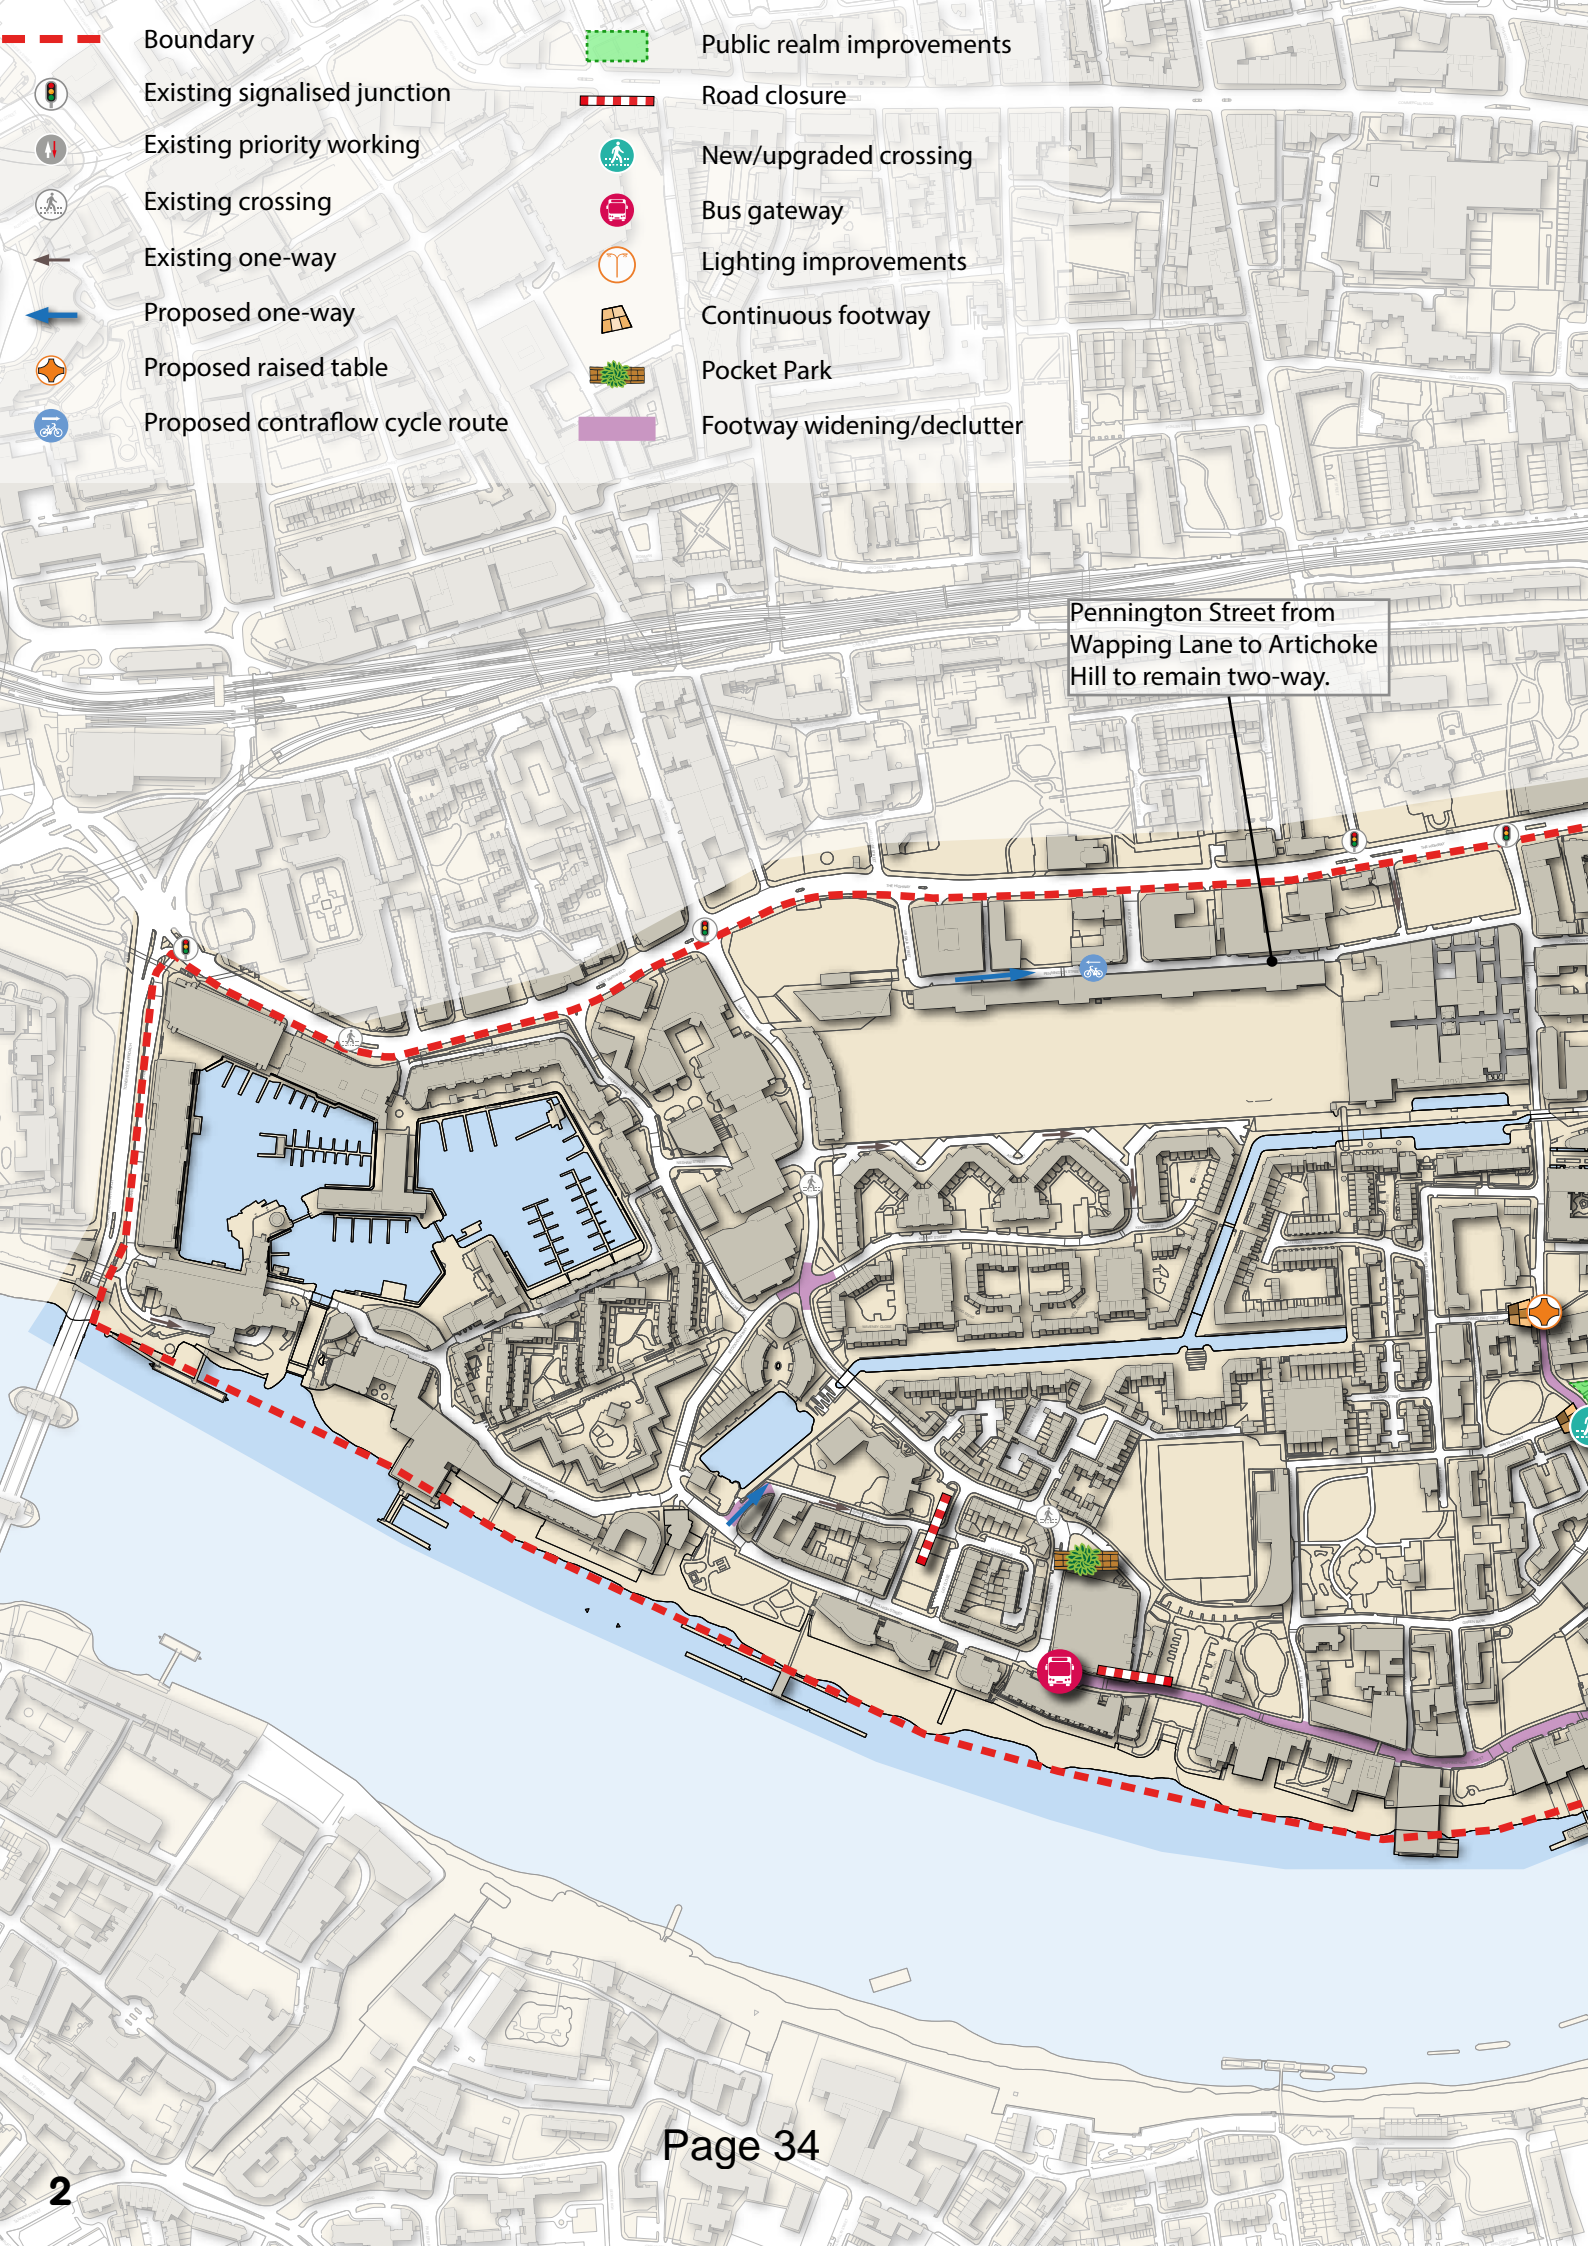 Boundary
Existing signalised junction
Existing priority working
Existing crossing
Existing one-way
Proposed one-way
Proposed raised table
Proposed contraflow cycle route
Public realm improvements
Road closure
New/upgraded crossing
Bus gateway
Lighting improvements
Continuous footway
Pocket Park
Footway widening/declutter
Pennington Street from
Wapping Lane to Artichoke
Hill to remain two-way.
Page 34
2